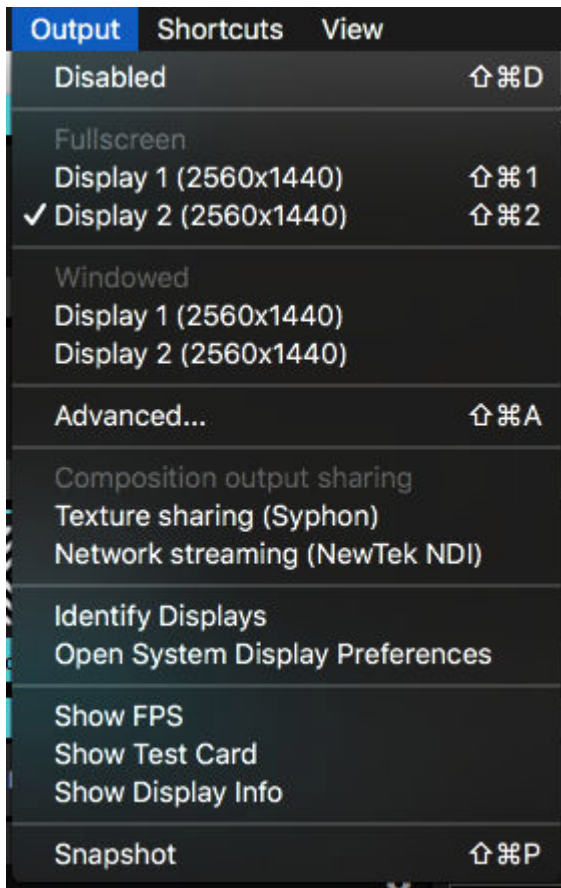 Output Shortcuts View
Disabled ⇧⌘D
Fullscreen
Display 1 (2560x1440) ⇧⌘1
✓ Display 2 (2560x1440) ⇧⌘2
Windowed
Display 1 (2560x1440)
Display 2 (2560x1440)
Advanced... ⇧⌘A
Composition output sharing
Texture sharing (Syphon)
Network streaming (NewTek NDI)
Identify Displays
Open System Display Preferences
Show FPS
Show Test Card
Show Display Info
Snapshot ⇧⌘P